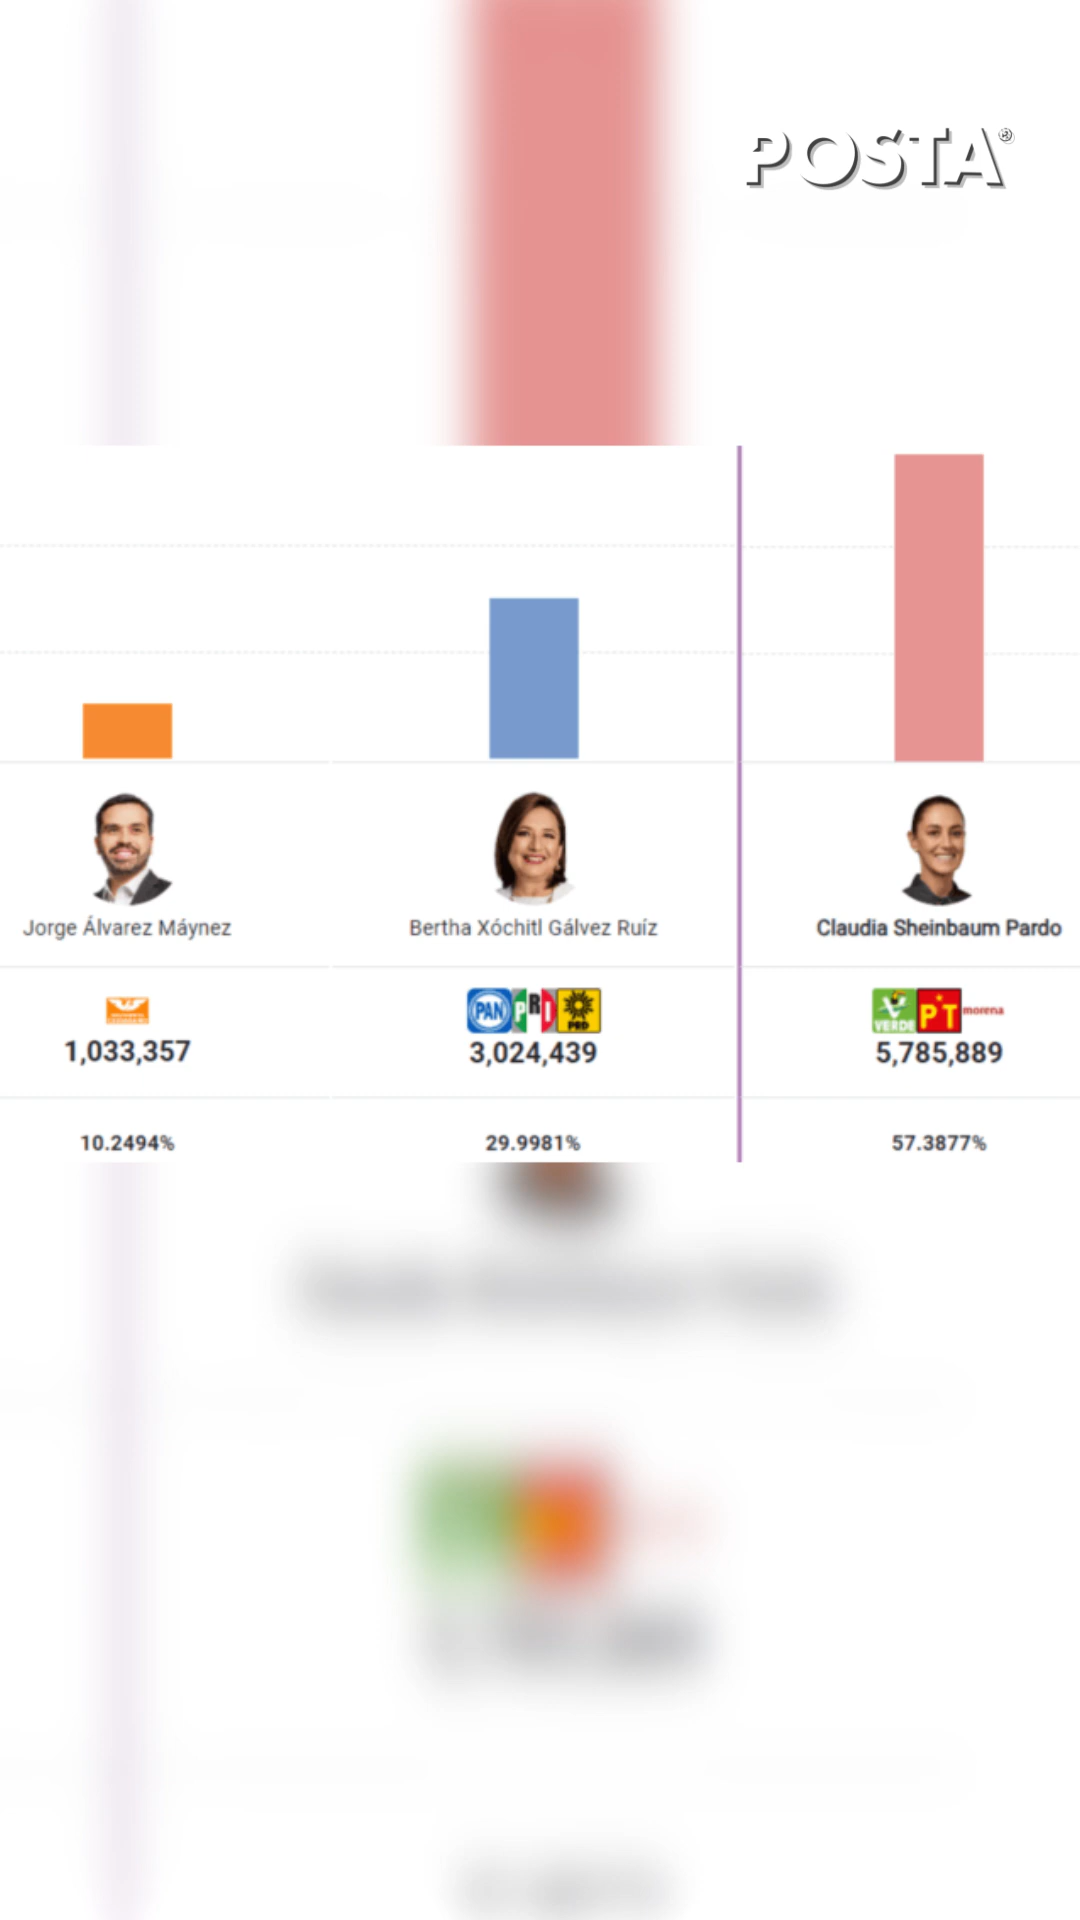 POSTA®
Jorge Álvarez Máynez
Bertha Xóchitl Gálvez Ruíz
Claudia Sheinbaum Pardo
PAN PRI PRD
VERDE PT morena
1,033,357
3,024,439
5,785,889
10.2494%
29.9981%
57.3877%